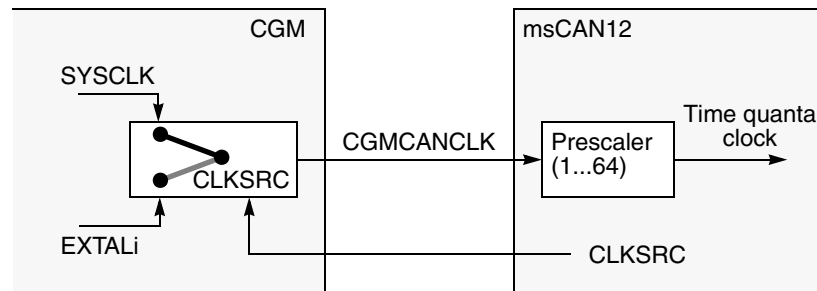 CGM
msCAN12
SYSCLK
Time quanta
clock
CGMCANCLK
Prescaler
(1...64)
CLKSRC
EXTALi
CLKSRC